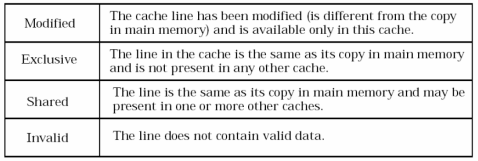 Modified
The cache line has been modified (is different from the copy
in main memory) and is available only in this cache.
Exclusive
The line in the cache is the same as its copy in main memory
and is not present in any other cache.
Shared
The line is the same as its copy in main memory and may be
present in one or more other caches.
Invalid
The line does not contain valid data.